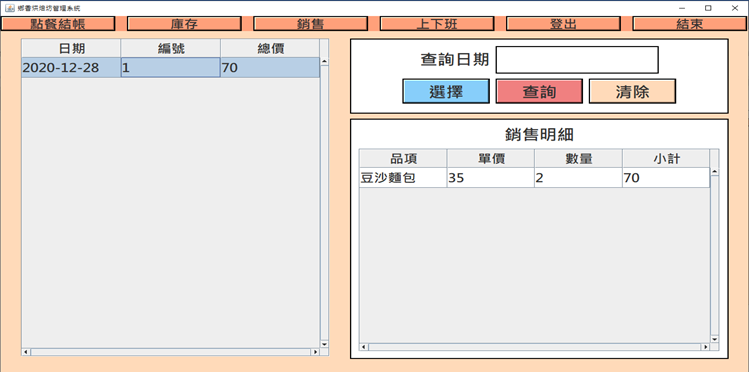 鄉香烘焙坊管理系統
點餐結帳 庫存 銷售 上下班 登出 結束
日期 編號 總價
2020-12-28 1 70
查詢日期
選擇 查詢 清除
銷售明細
品項 單價 數量 小計
豆沙麵包 35 2 70